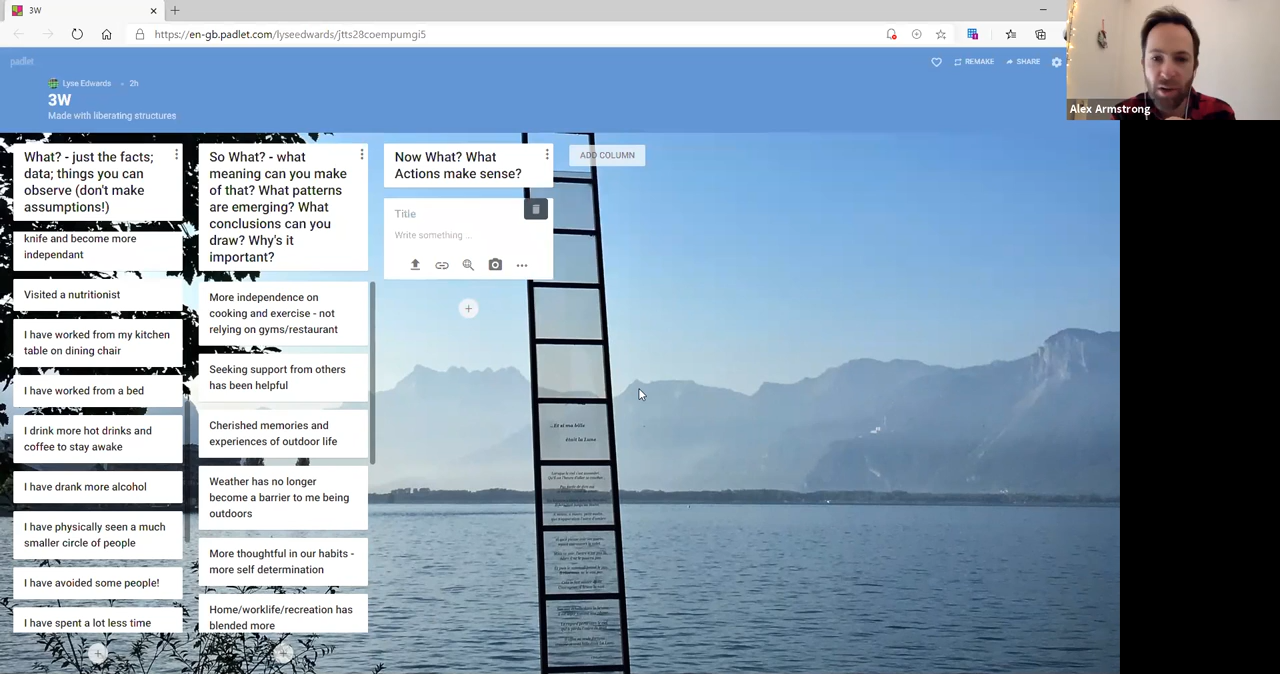 3W
https://en-gb.padlet.com/lyseedwards/jtts28coempumgi5
padlet
REMAKE
SHARE
Lyse Edwards • 2h
3W
Made with liberating structures
Alex Armstrong
What? - just the facts;
data; things you can
observe (don't make
assumptions!)
knife and become more
independant
Visited a nutritionist
I have worked from my kitchen
table on dining chair
I have worked from a bed
I drink more hot drinks and
coffee to stay awake
I have drank more alcohol
I have physically seen a much
smaller circle of people
I have avoided some people!
I have spent a lot less time
So What? - what
meaning can you make
of that? What patterns
are emerging? What
conclusions can you
draw? Why's it
important?
More independence on
cooking and exercise - not
relying on gyms/restaurant
Seeking support from others
has been helpful
Cherished memories and
experiences of outdoor life
Weather has no longer
become a barrier to me being
outdoors
More thoughtful in our habits -
more self determination
Home/worklife/recreation has
blended more
Now What? What
Actions make sense?
Title
Write something ...
ADD COLUMN
...Et si ma bille
était la Lune